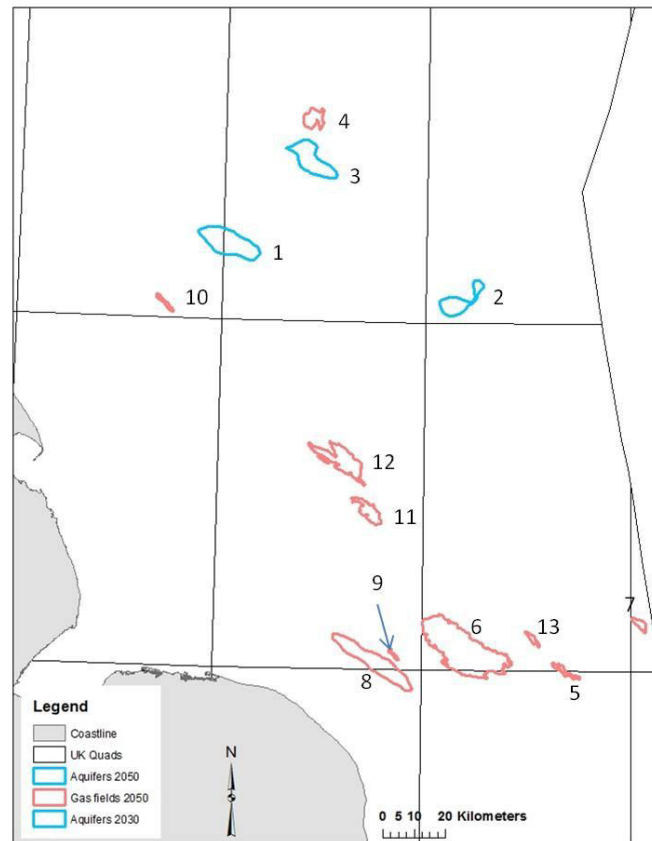 4
3
1
2
10
12
11
9
7
13
6
8
5
Legend
Coastline
UK Quads
Aquifers 2050
Gas fields 2050
Aquifers 2030
N
0 5 10 20 Kilometers